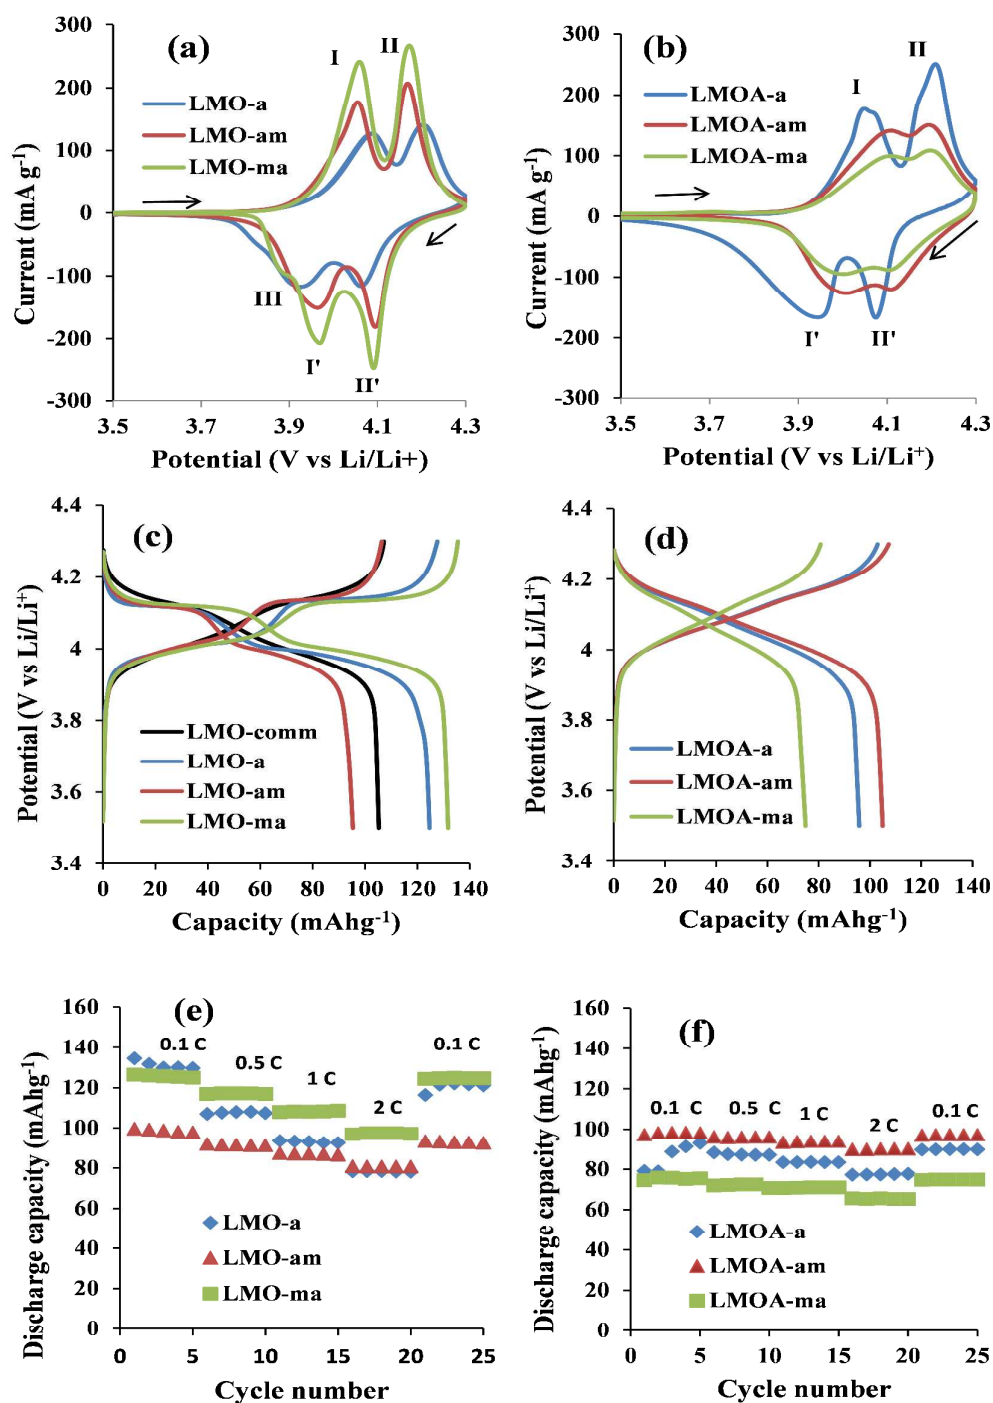 (a)
300
200
100
0
-100
-200
-300
3.5 3.7 3.9 4.1 4.3
Current (mA g-1)
Potential (V vs Li/Li+)
LMO-a
LMO-am
LMO-ma
I
II
III
I'
II'
(b)
300
200
100
0
-100
-200
-300
3.5 3.7 3.9 4.1 4.3
Current (mA g-1)
Potential (V vs Li/Li+)
LMOA-a
LMOA-am
LMOA-ma
I
II
I'
II'
(c)
4.4
4.2
4
3.8
3.6
3.4
0 20 40 60 80 100 120 140
Potential (V vs Li/Li+)
Capacity (mAhg-1)
LMO-comm
LMO-a
LMO-am
LMO-ma
(d)
4.4
4.2
4
3.8
3.6
3.4
0 20 40 60 80 100 120 140
Potential (V vs Li/Li+)
Capacity (mAhg-1)
LMOA-a
LMOA-am
LMOA-ma
(e)
160
140
120
100
80
60
40
20
0
0 5 10 15 20 25
Discharge capacity (mAhg-1)
Cycle number
0.1 C
0.5 C
1 C
2 C
0.1 C
LMO-a
LMO-am
LMO-ma
(f)
160
140
120
100
80
60
40
20
0
0 5 10 15 20 25
Discharge capacity (mAhg-1)
Cycle number
0.1 C
0.5 C
1 C
2 C
0.1 C
LMOA-a
LMOA-am
LMOA-ma